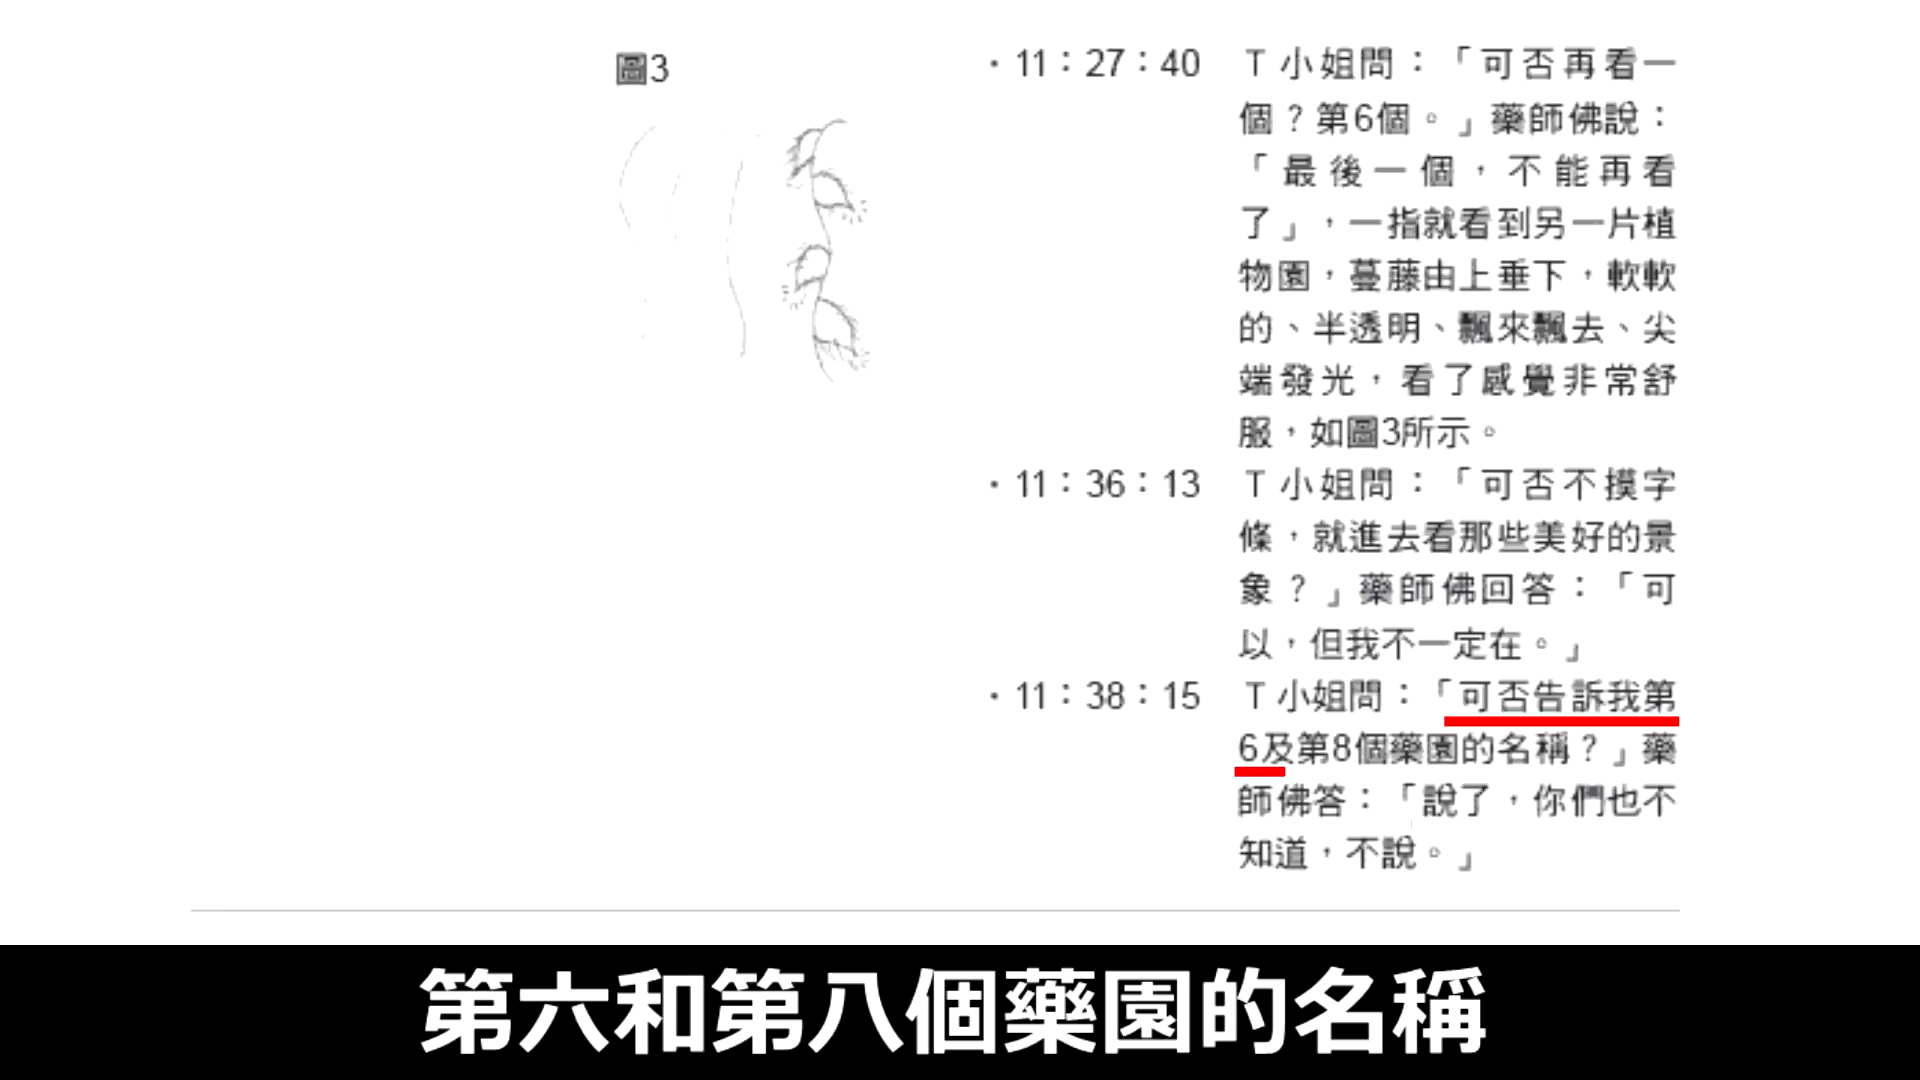 圖3
・11：27：40 T小姐問：「可否再看一
個？第6個。」藥師佛說：
「最後一個，不能再看
了」，一指就看到另一片植
物園，蔓藤由上垂下，軟軟
的、半透明、飄來飄去、尖
端發光，看了感覺非常舒
服，如圖3所示。
・11：36：13 T小姐問：「可否不摸字
條，就進去看那些美好的景
象？」藥師佛回答：「可
以，但我不一定在。」
・11：38：15 T小姐問：「可否告訴我第
6及第8個藥園的名稱？」藥
師佛答：「說了，你們也不
知道，不說。」
第六和第八個藥園的名稱